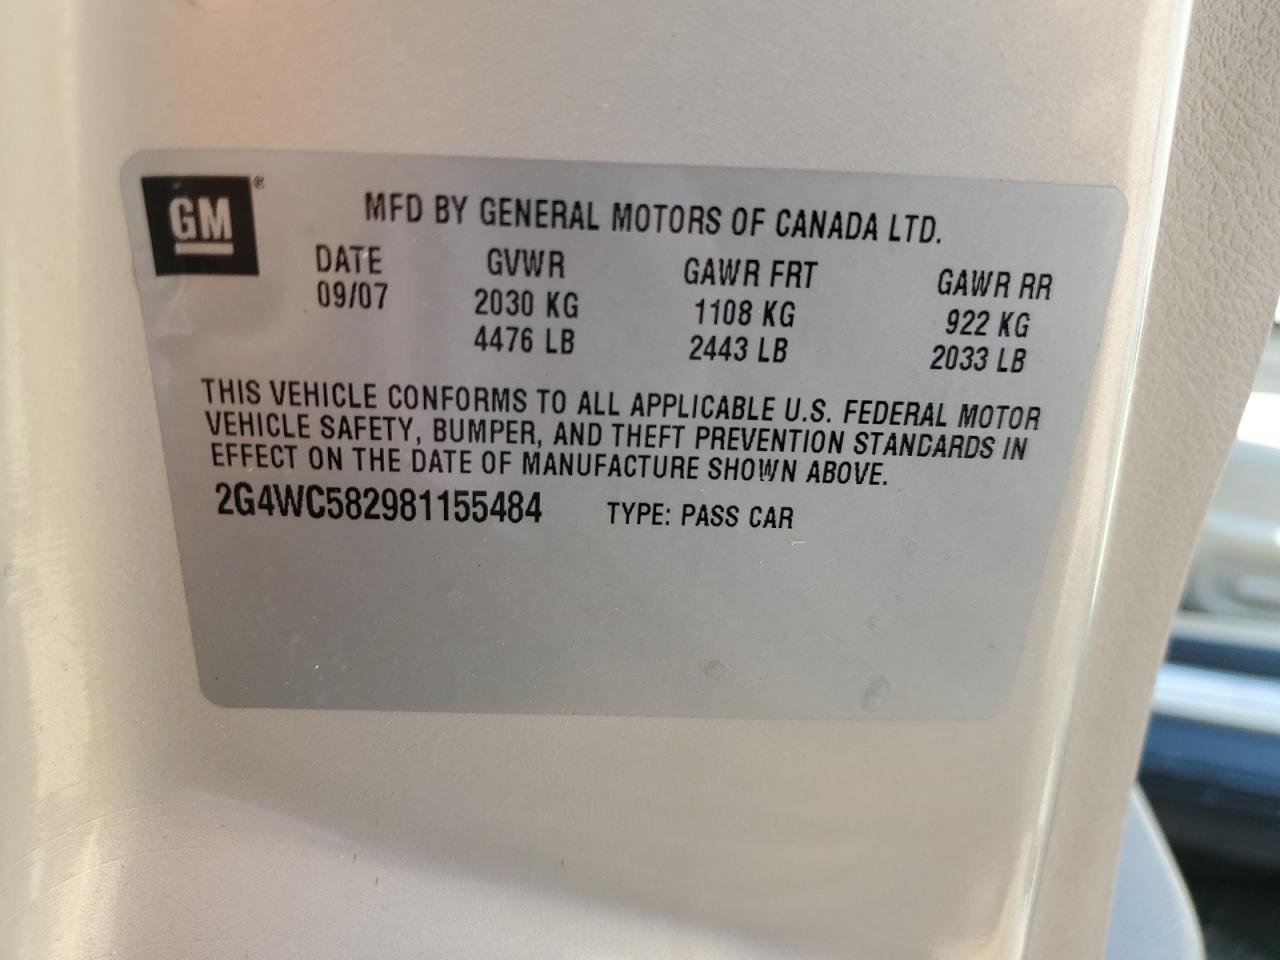 GM®
MFD BY GENERAL MOTORS OF CANADA LTD.
DATE GVWR GAWR FRT GAWR RR
09/07 2030 KG 1108 KG 922 KG
4476 LB 2443 LB 2033 LB
THIS VEHICLE CONFORMS TO ALL APPLICABLE U.S. FEDERAL MOTOR
VEHICLE SAFETY, BUMPER, AND THEFT PREVENTION STANDARDS IN
EFFECT ON THE DATE OF MANUFACTURE SHOWN ABOVE.
2G4WC582981155484 TYPE: PASS CAR